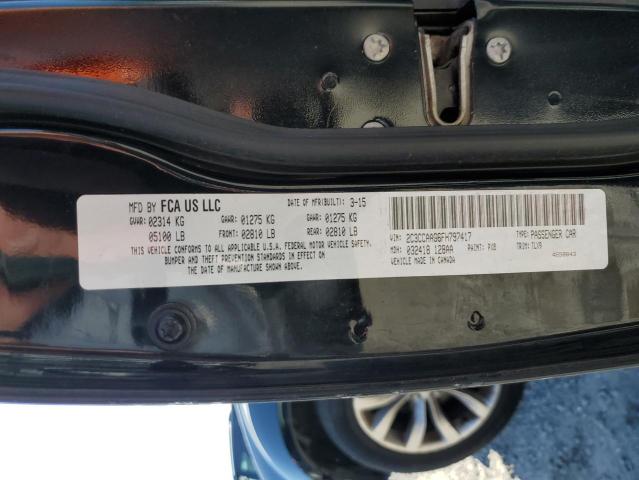 MFD BY FCA US LLC DATE OF MFR(BUILT): 3-15
GVWR: 02314 KG GAWR: 01275 KG GAWR: 01275 KG
05100 LB FRONT: 02810 LB REAR: 02810 LB
THIS VEHICLE CONFORMS TO ALL APPLICABLE U.S.A. FEDERAL MOTOR VEHICLE SAFETY,
BUMPER AND THEFT PREVENTION STANDARDS IN EFFECT ON
THE DATE OF MANUFACTURE SHOWN ABOVE.
VIN: 2C3CCAAG6FH797417 TYPE: PASSENGER CAR
MDH: 032418 128AA PAINT: PX8 TRIM: TLX9
VEHICLE MADE IN CANADA